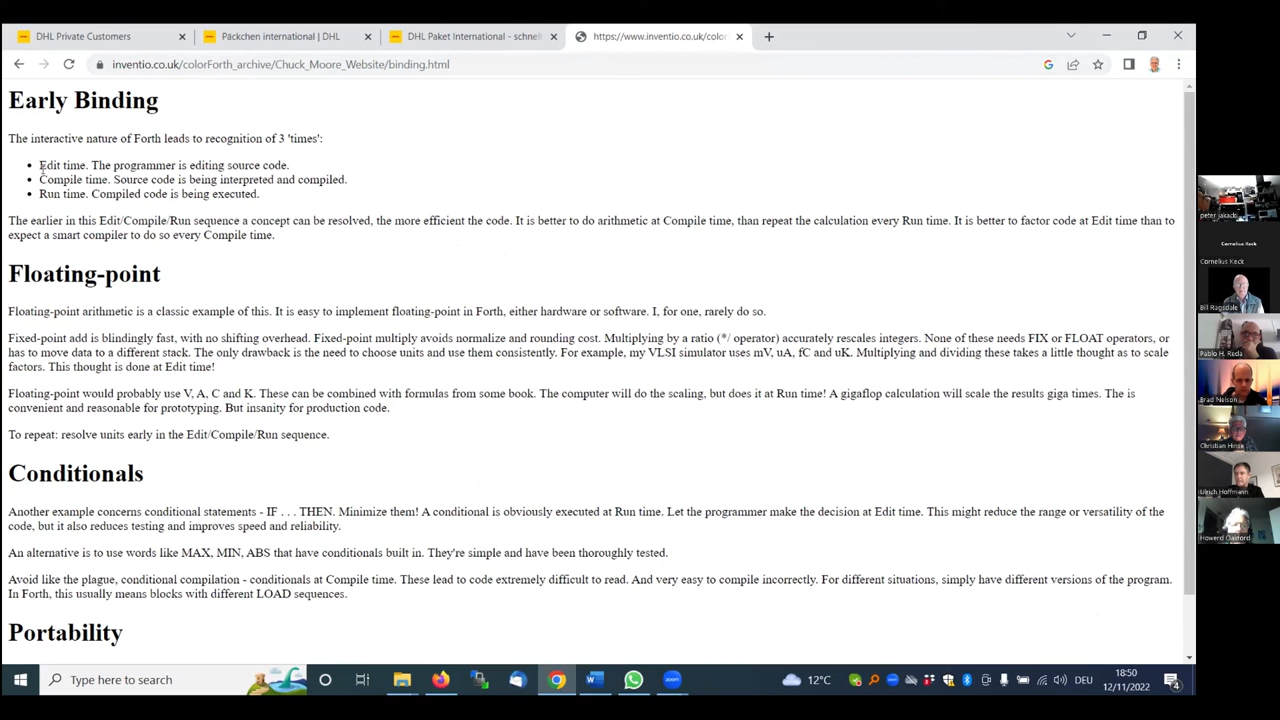 DHL Private Customers
Päckchen international | DHL
DHL Paket International - schnell
https://www.inventio.co.uk/color
inventio.co.uk/colorForth_archive/Chuck_Moore_Website/binding.html
Early Binding
The interactive nature of Forth leads to recognition of 3 'times':
Edit time. The programmer is editing source code.
Compile time. Source code is being interpreted and compiled.
Run time. Compiled code is being executed.
The earlier in this Edit/Compile/Run sequence a concept can be resolved, the more efficient the code. It is better to do arithmetic at Compile time, than repeat the calculation every Run time. It is better to factor code at Edit time than to
expect a smart compiler to do so every Compile time.
Floating-point
Floating-point arithmetic is a classic example of this. It is easy to implement floating-point in Forth, either hardware or software. I, for one, rarely do so.
Fixed-point add is blindingly fast, with no shifting overhead. Fixed-point multiply avoids normalize and rounding cost. Multiplying by a ratio (*/ operator) accurately rescales integers. None of these needs FIX or FLOAT operators, or
has to move data to a different stack. The only drawback is the need to choose units and use them consistently. For example, my VLSI simulator uses mV, uA, fC and uK. Multiplying and dividing these takes a little thought as to scale
factors. This thought is done at Edit time!
Floating-point would probably use V, A, C and K. These can be combined with formulas from some book. The computer will do the scaling, but does it at Run time! A gigaflop calculation will scale the results giga times. The is
convenient and reasonable for prototyping. But insanity for production code.
To repeat: resolve units early in the Edit/Compile/Run sequence.
Conditionals
Another example concerns conditional statements - IF . . . THEN. Minimize them! A conditional is obviously executed at Run time. Let the programmer make the decision at Edit time. This might reduce the range or versatility of the
code, but it also reduces testing and improves speed and reliability.
An alternative is to use words like MAX, MIN, ABS that have conditionals built in. They're simple and have been thoroughly tested.
Avoid like the plague, conditional compilation - conditionals at Compile time. These lead to code extremely difficult to read. And very easy to compile incorrectly. For different situations, simply have different versions of the program.
In Forth, this usually means blocks with different LOAD sequences.
Portability
peter jakacki
Cornelius Keck
Cornelius Keck
Bill Ragsdale
Pablo H. Reda
Brad Nelson
Christian Hinse
Ulrich Hoffmann
Howerd Oakford
Type here to search
12°C
DEU
18:50
12/11/2022
4